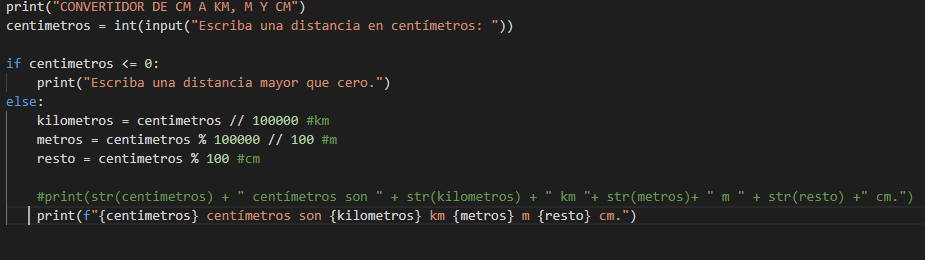 print("CONVERTIDOR DE CM A KM, M Y CM")
centimetros = int(input("Escriba una distancia en centímetros: "))
if centimetros <= 0:
    print("Escriba una distancia mayor que cero.")
else:
    kilometros = centimetros // 100000 #km
    metros = centimetros % 100000 // 100 #m
    resto = centimetros % 100 #cm
    #print(str(centimetros) + " centímetros son " + str(kilometros) + " km "+ str(metros)+ " m " + str(resto) +" cm.")
    print(f"{centimetros} centímetros son {kilometros} km {metros} m {resto} cm.")